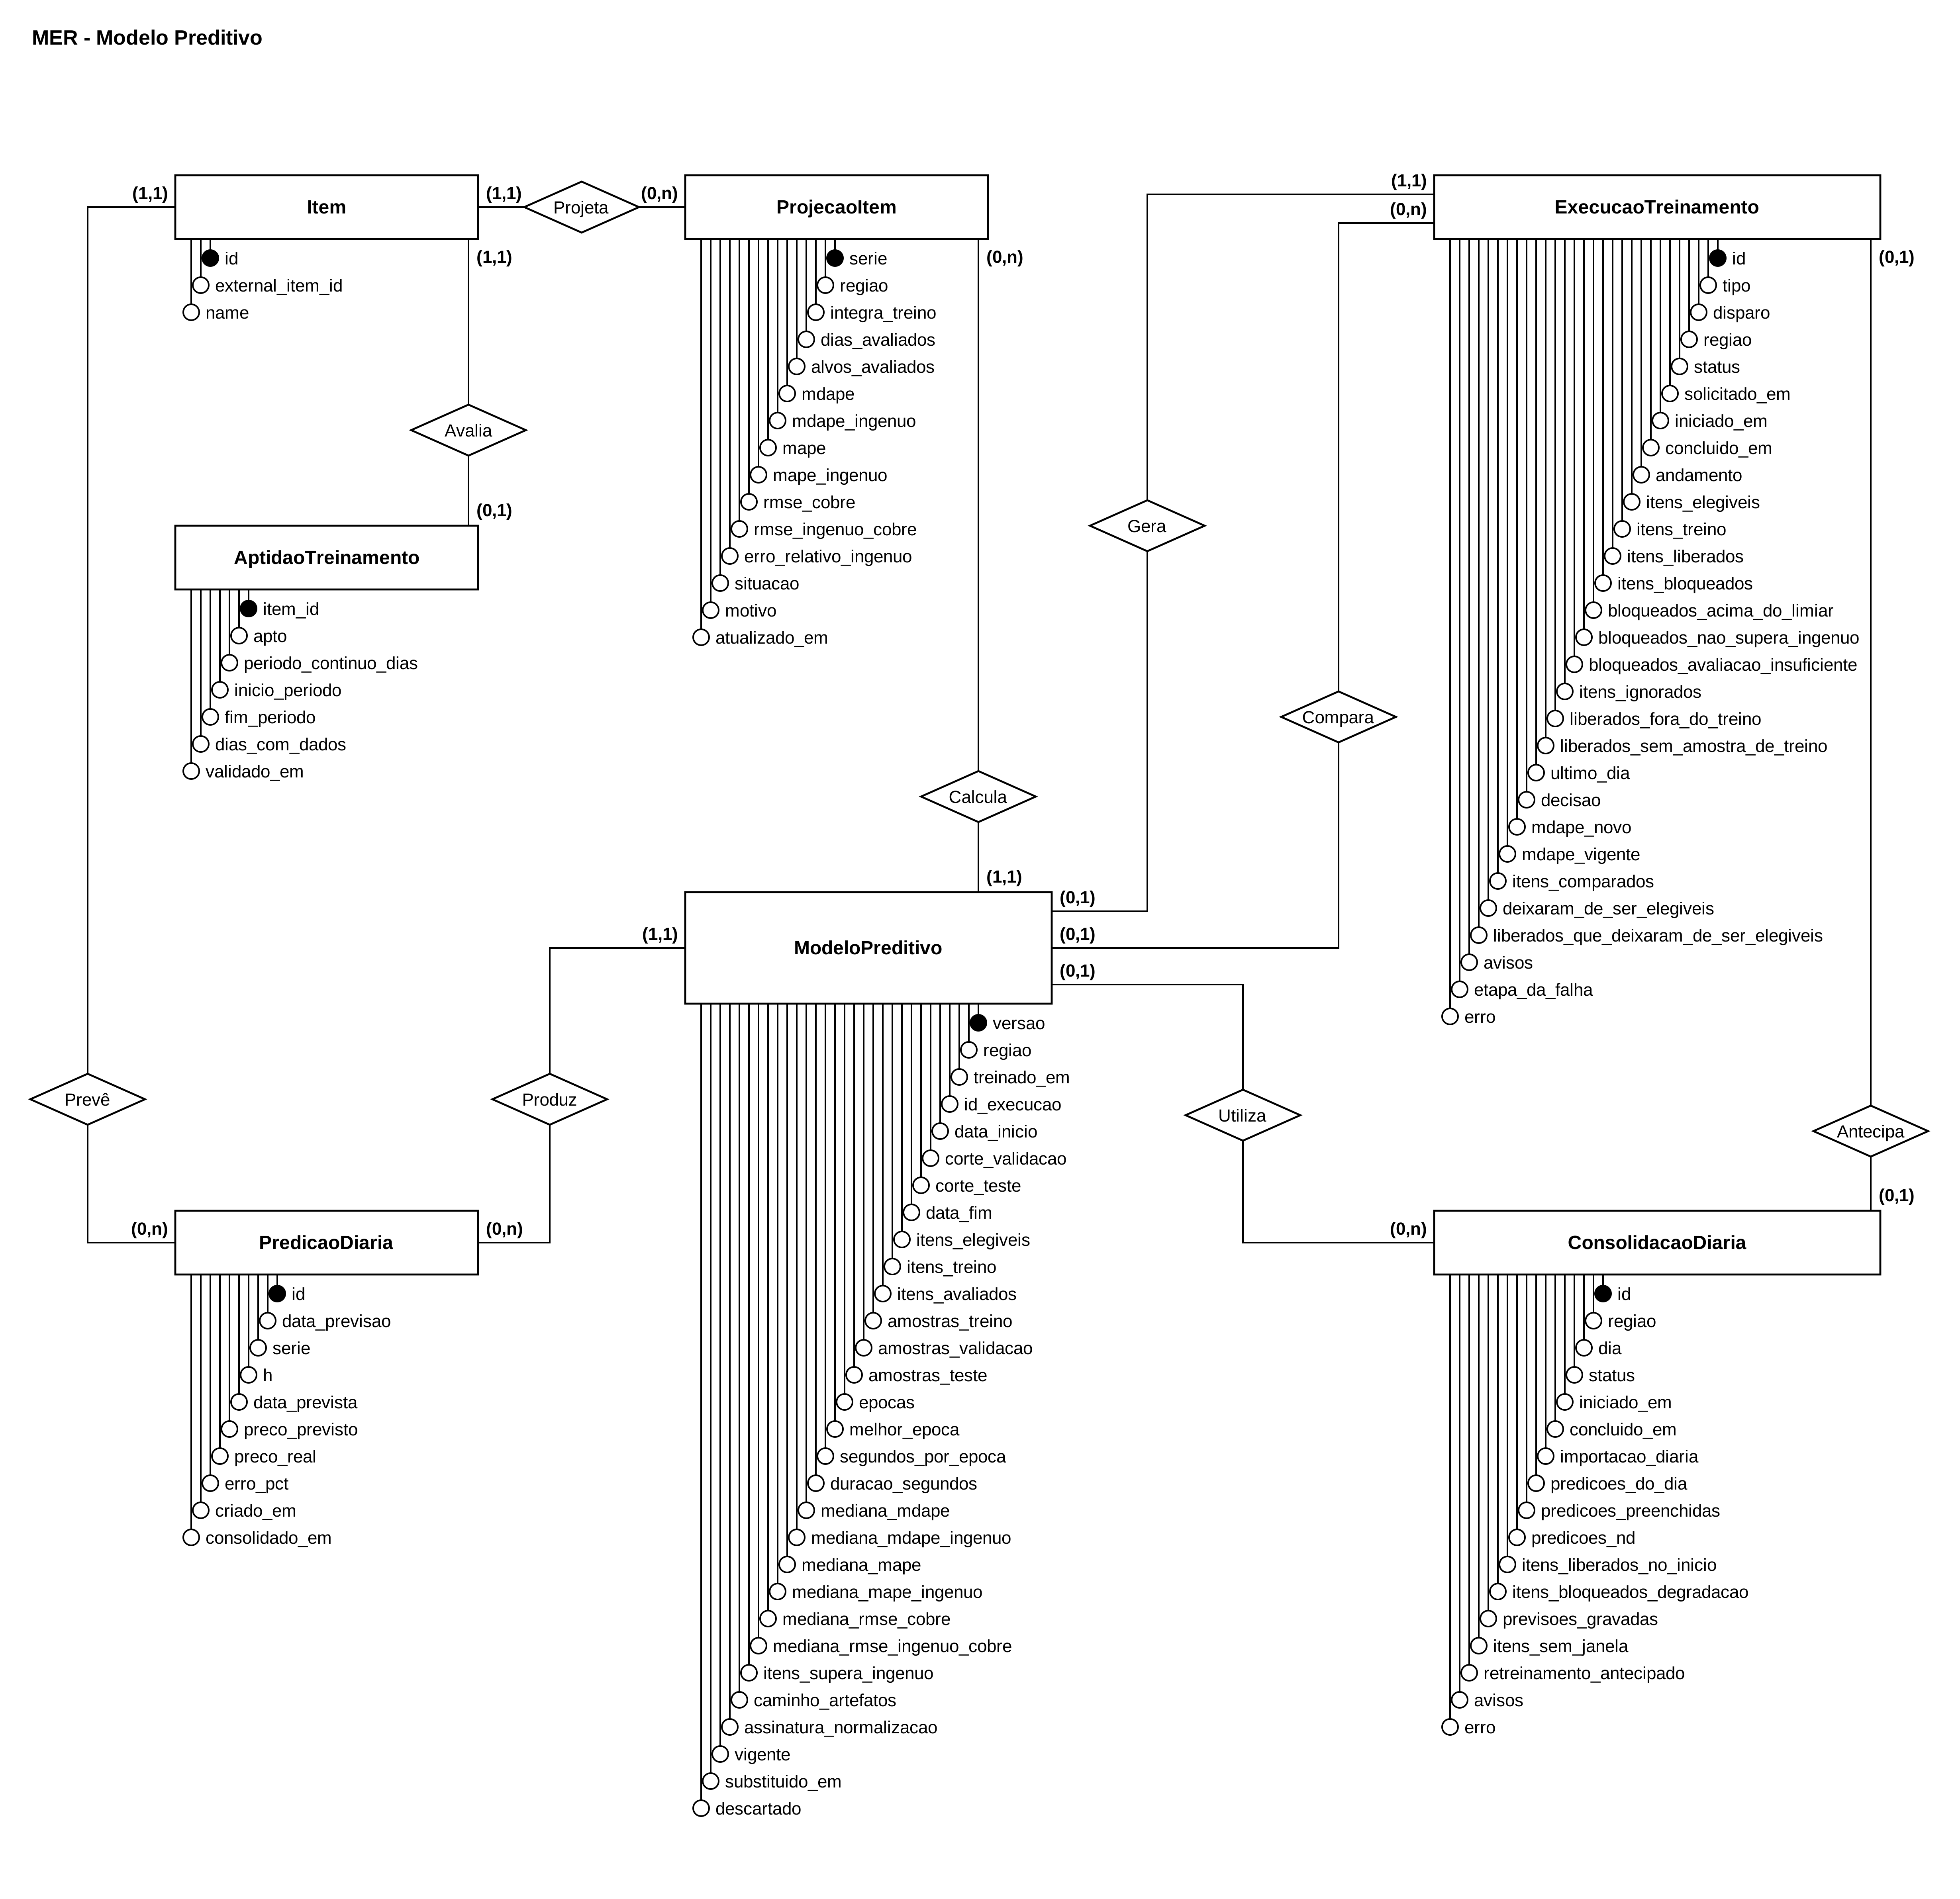 MER - Modelo Preditivo
(1,1)
Item
(1,1)
Projeta
(0,n)
ProjecaoItem
(1,1)
(0,n)
ExecucaoTreinamento
id
external_item_id
name
(1,1)
serie
regiao
integra_treino
dias_avaliados
alvos_avaliados
mdape
mdape_ingenuo
mape
mape_ingenuo
rmse_cobre
rmse_ingenuo_cobre
erro_relativo_ingenuo
situacao
motivo
atualizado_em
(0,n)
id
tipo
disparo
regiao
status
solicitado_em
iniciado_em
concluido_em
andamento
itens_elegiveis
itens_treino
itens_liberados
itens_bloqueados
bloqueados_acima_do_limiar
bloqueados_nao_supera_ingenuo
bloqueados_avaliacao_insuficiente
itens_ignorados
liberados_fora_do_treino
liberados_sem_amostra_de_treino
ultimo_dia
decisao
mdape_novo
mdape_vigente
itens_comparados
deixaram_de_ser_elegiveis
liberados_que_deixaram_de_ser_elegiveis
avisos
etapa_da_falha
erro
(0,1)
Avalia
(0,1)
AptidaoTreinamento
item_id
apto
periodo_continuo_dias
inicio_periodo
fim_periodo
dias_com_dados
validado_em
Gera
Compara
Calcula
(1,1)
(0,1)
(1,1)
ModeloPreditivo
(0,1)
(0,1)
versao
regiao
treinado_em
id_execucao
data_inicio
corte_validacao
corte_teste
data_fim
itens_elegiveis
itens_treino
itens_avaliados
amostras_treino
amostras_validacao
amostras_teste
epocas
melhor_epoca
segundos_por_epoca
duracao_segundos
mediana_mdape
mediana_mdape_ingenuo
mediana_mape
mediana_mape_ingenuo
mediana_rmse_cobre
mediana_rmse_ingenuo_cobre
itens_supera_ingenuo
caminho_artefatos
assinatura_normalizacao
vigente
substituido_em
descartado
Prevê
Produz
Utiliza
Antecipa
(0,n)
PredicaoDiaria
(0,n)
id
data_previsao
serie
h
data_prevista
preco_previsto
preco_real
erro_pct
criado_em
consolidado_em
(0,1)
(0,n)
ConsolidacaoDiaria
id
regiao
dia
status
iniciado_em
concluido_em
importacao_diaria
predicoes_do_dia
predicoes_preenchidas
predicoes_nd
itens_liberados_no_inicio
itens_bloqueados_degradacao
previsoes_gravadas
itens_sem_janela
retreinamento_antecipado
avisos
erro